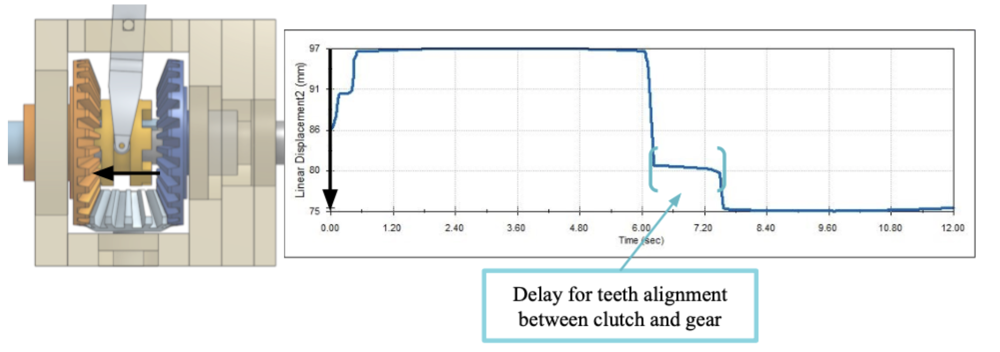 97
91
86
80
75
Linear Displacement2 (mm)
0.00 1.20 2.40 3.60 4.80 6.00 7.20 8.40 9.60 10.80 12.00
Time (sec)
Delay for teeth alignment
between clutch and gear